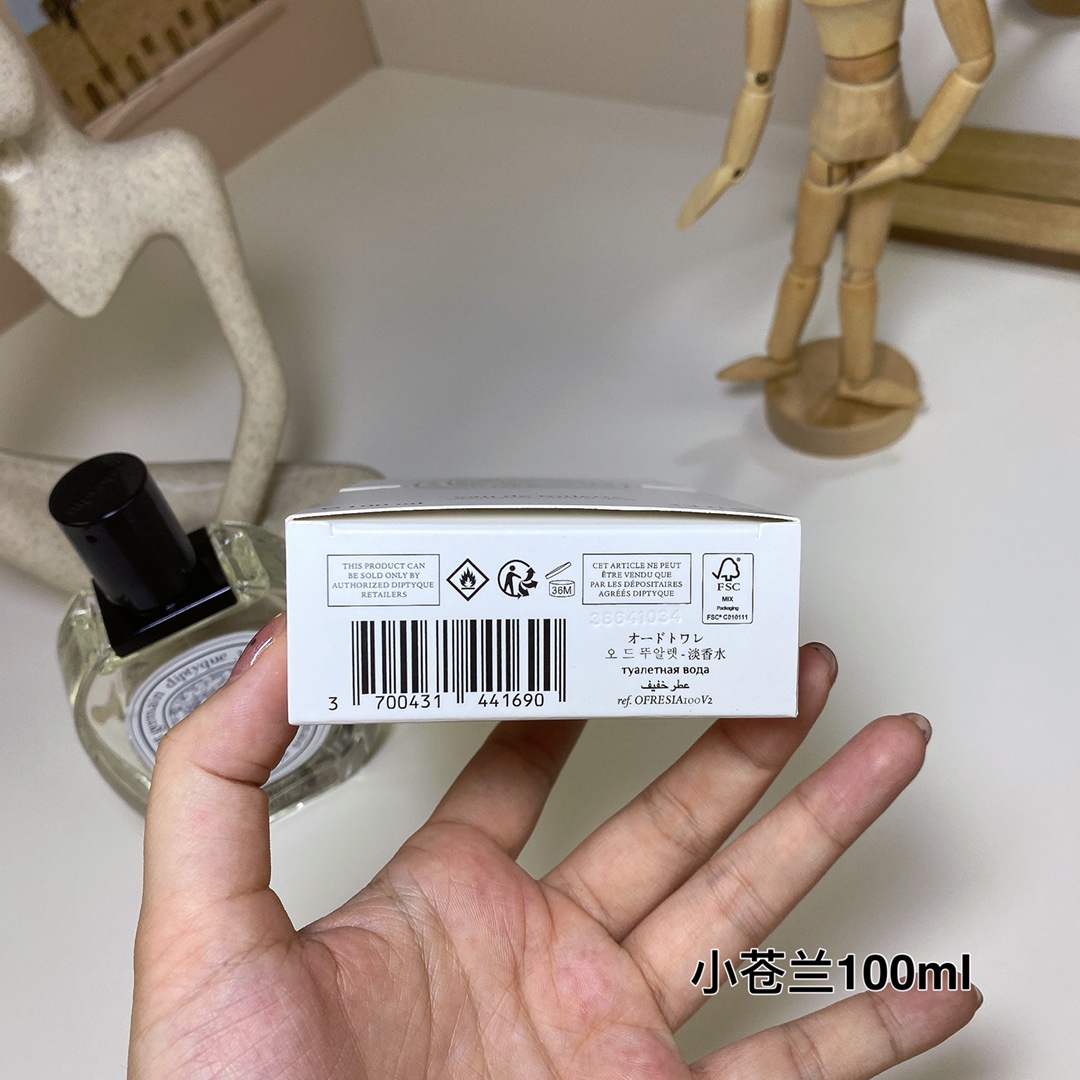 THIS PRODUCT CAN
BE SOLD ONLY BY
AUTHORIZED DIPTYQUE
RETAILERS
36M
CET ARTICLE NE PEUT
ÊTRE VENDU QUE
PAR LES DÉPOSITAIRES
AGRÉÉS DIPTYQUE
FSC
MIX
Packaging
FSC® C010111
38641034
オードトワレ
오 드 뚜알렛 - 淡香水
туалетная вода
عطر خفيف
ref. OFRESIA100V2
3 700431 441690
diptyque
小苍兰100ml